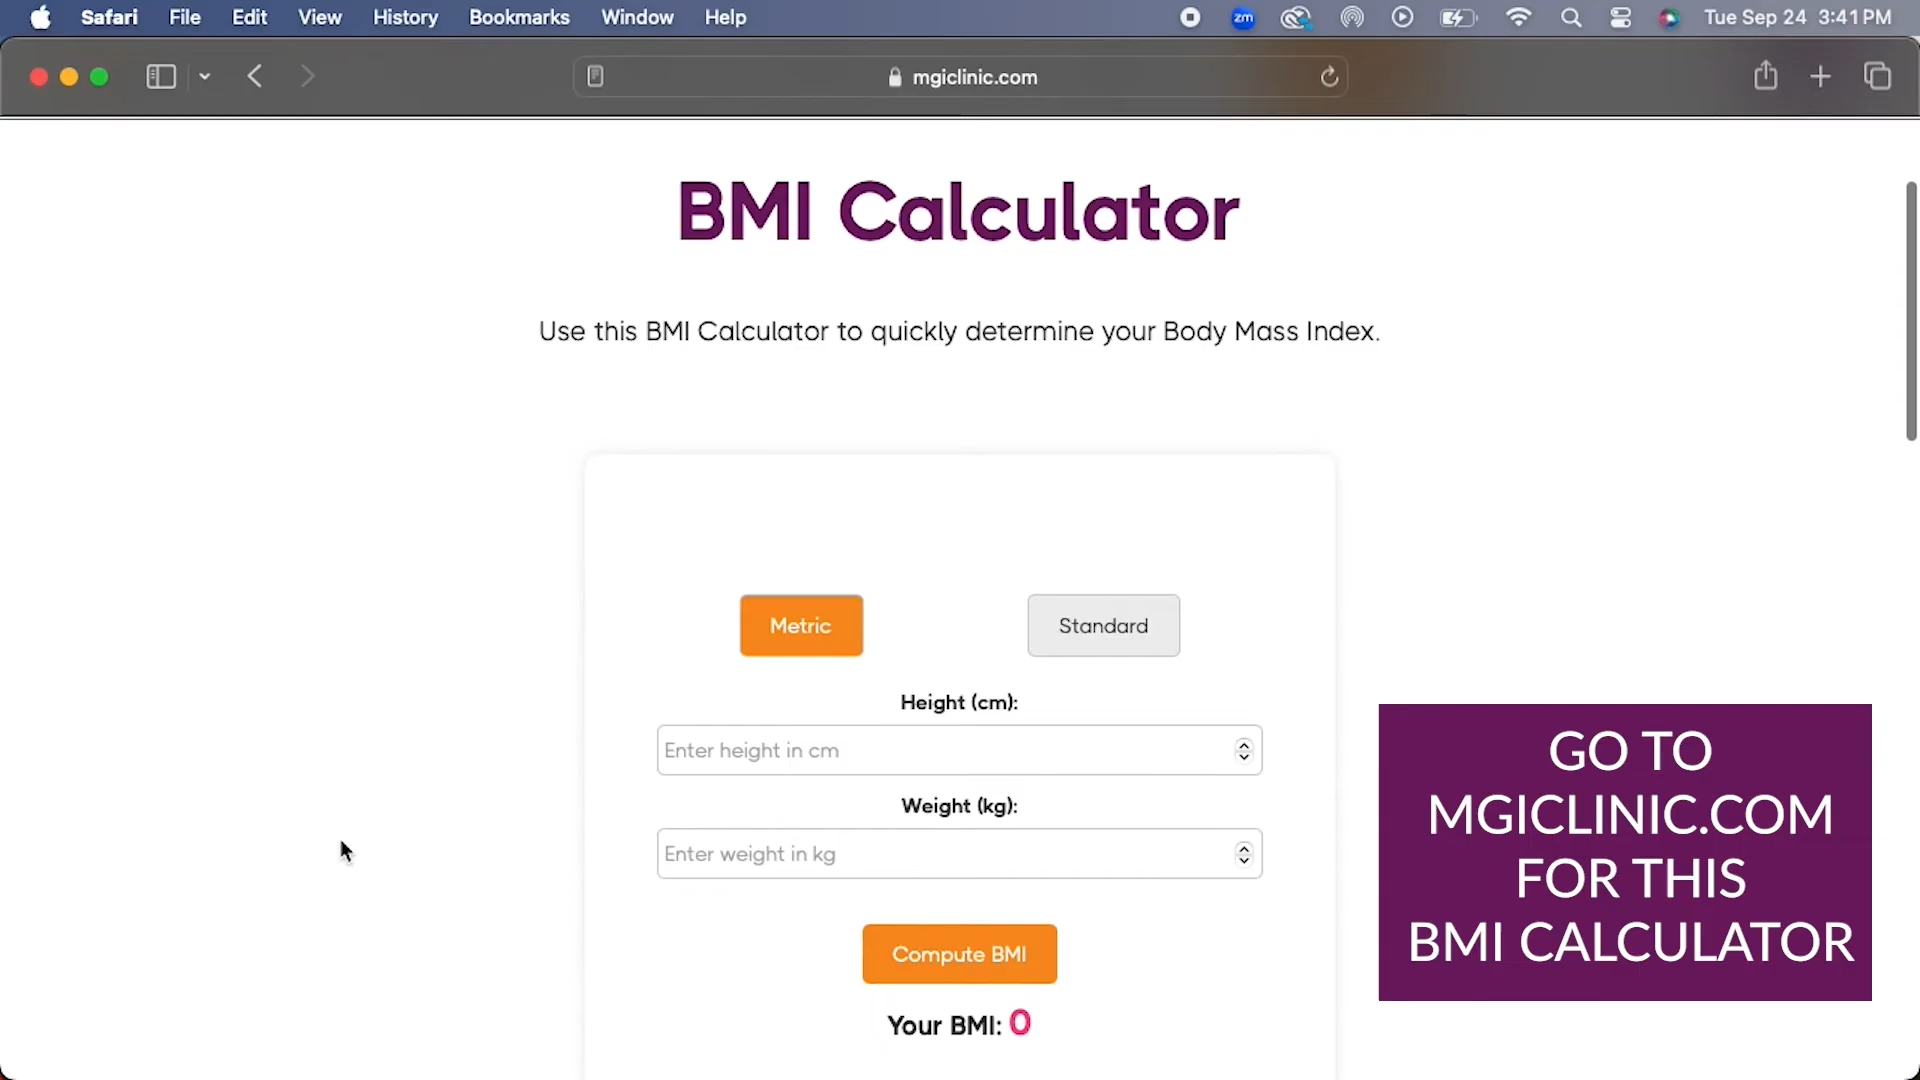 Safari File Edit View History Bookmarks Window Help zm Tue Sep 24 3:41 PM
mgiclinic.com
BMI Calculator
Use this BMI Calculator to quickly determine your Body Mass Index.
Metric Standard
Height (cm):
Enter height in cm
Weight (kg):
Enter weight in kg
Compute BMI
Your BMI: 0
GO TO
MGICLINIC.COM
FOR THIS
BMI CALCULATOR